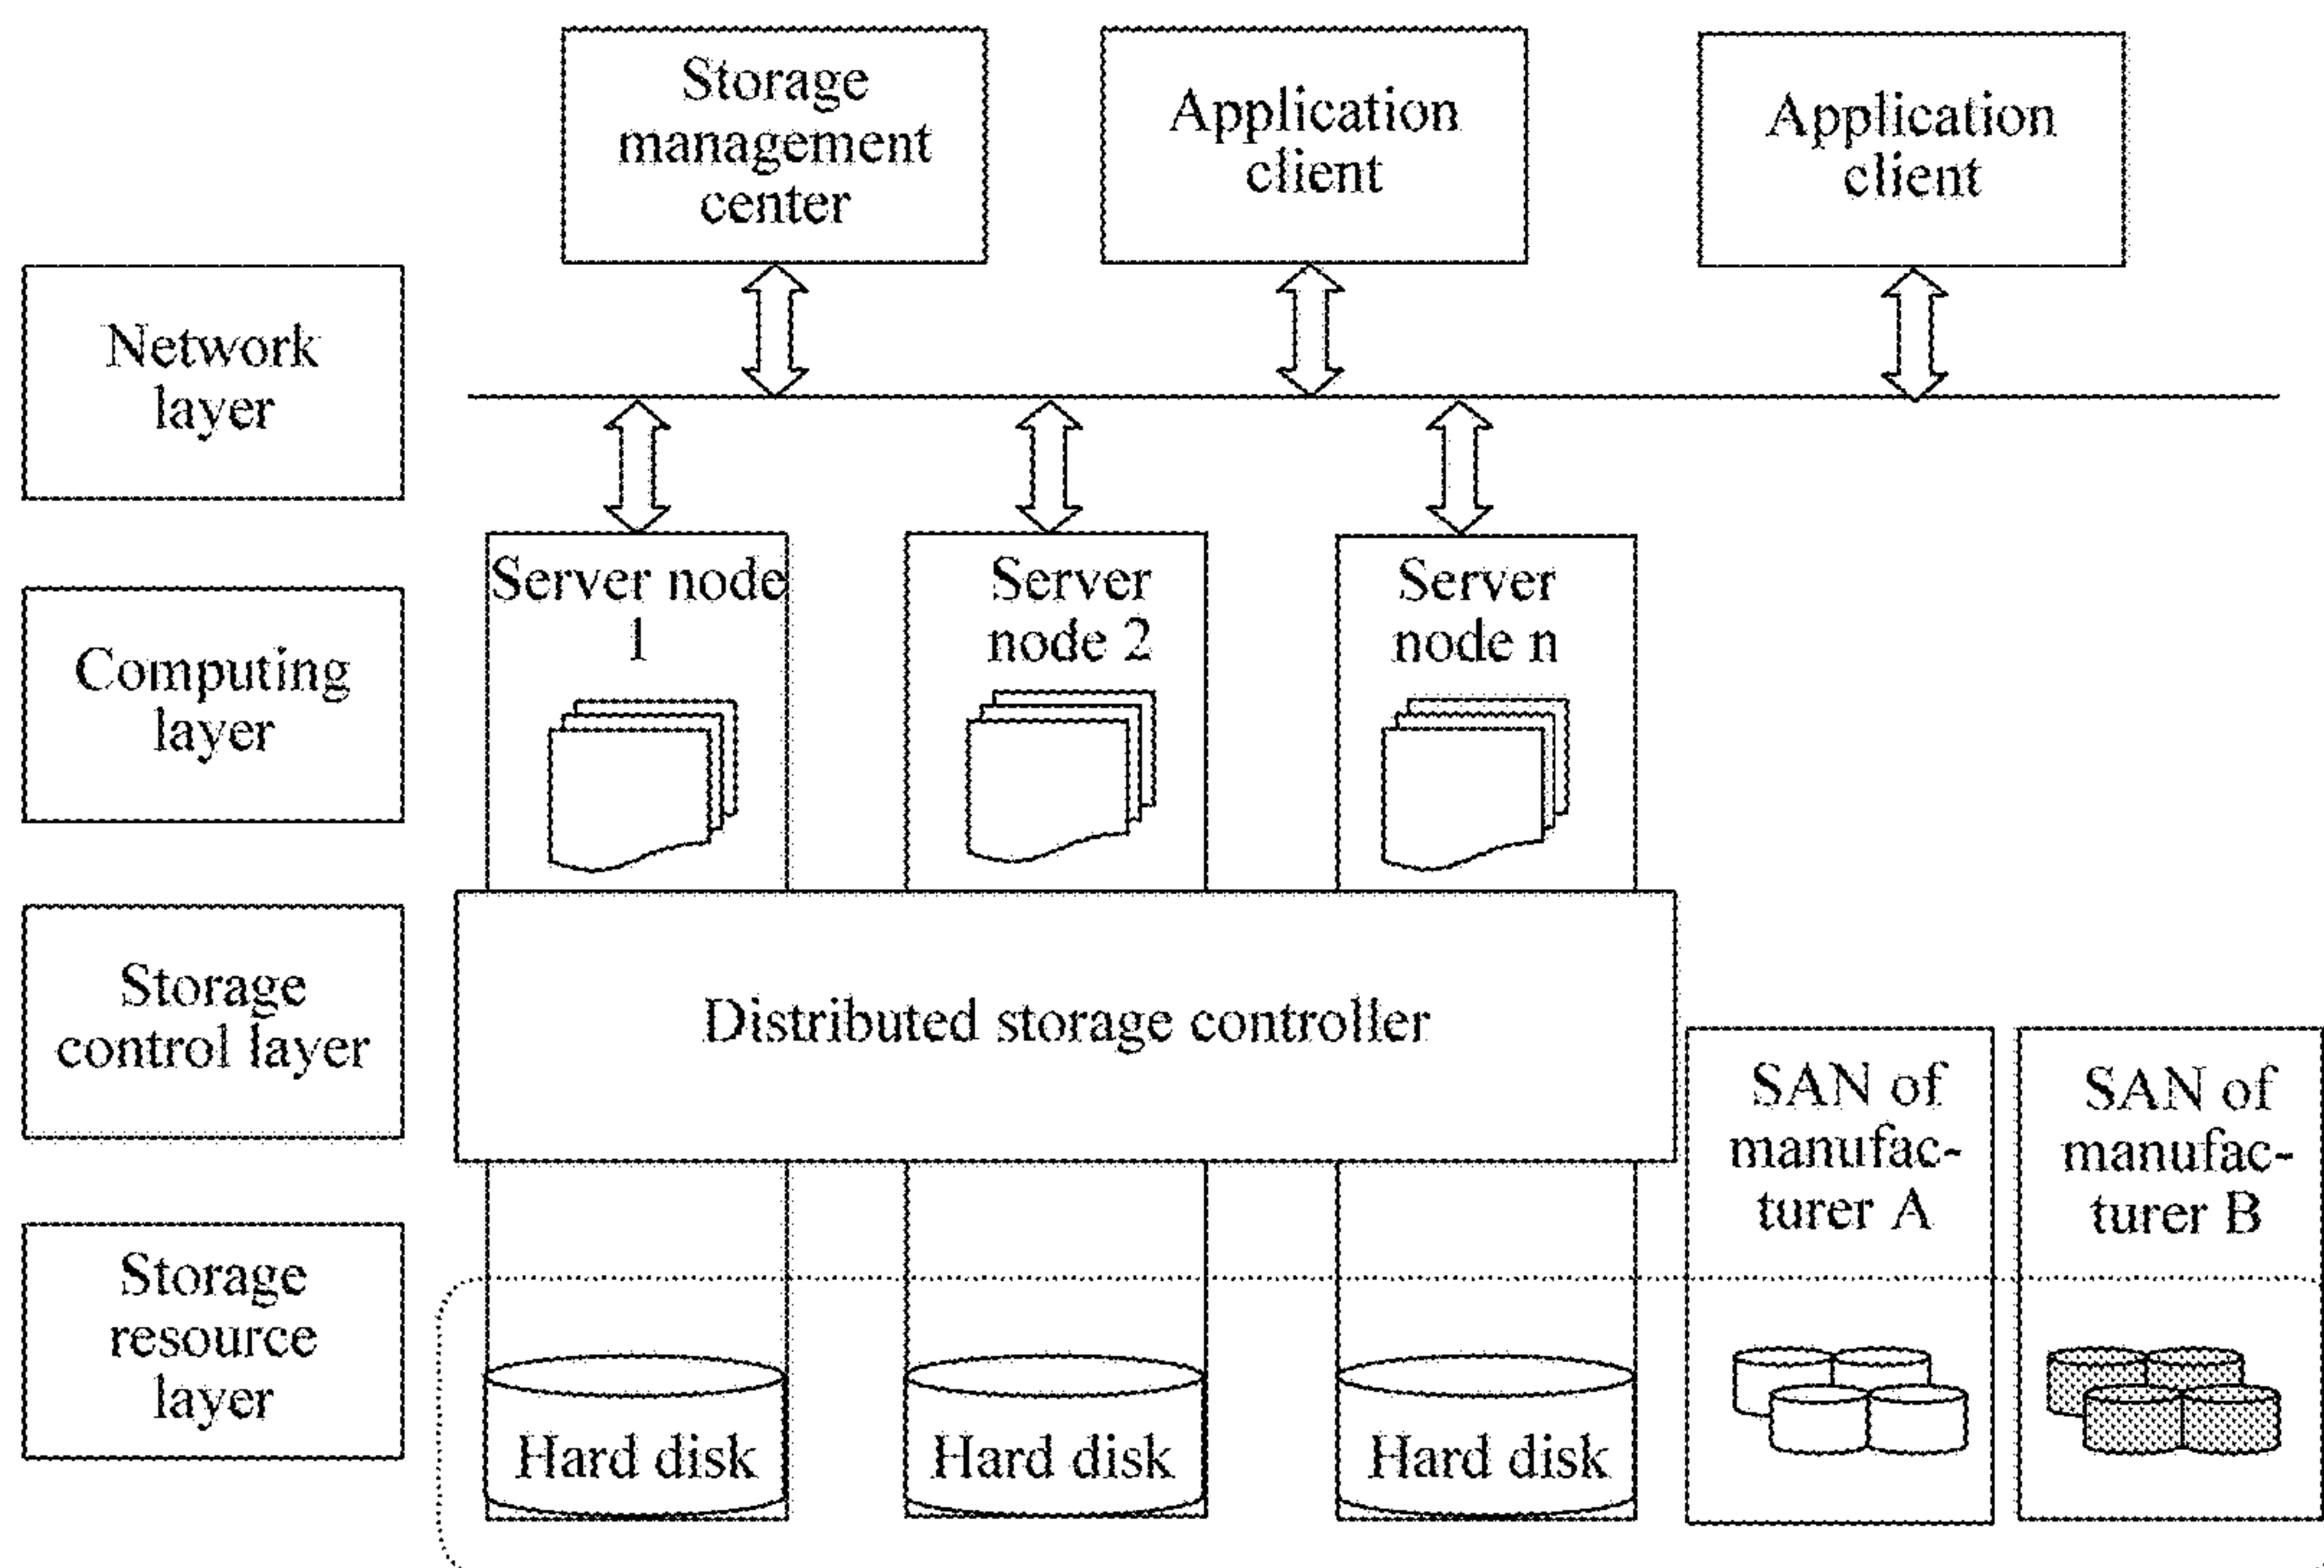 Storage
management
center
Application
client
Application
client
Network
layer
Server node
1
Server
node 2
Server
node n
Computing
layer
Storage
control layer
Distributed storage controller
SAN of
manufac-
turer A
SAN of
manufac-
turer B
Storage
resource
layer
Hard disk
Hard disk
Hard disk